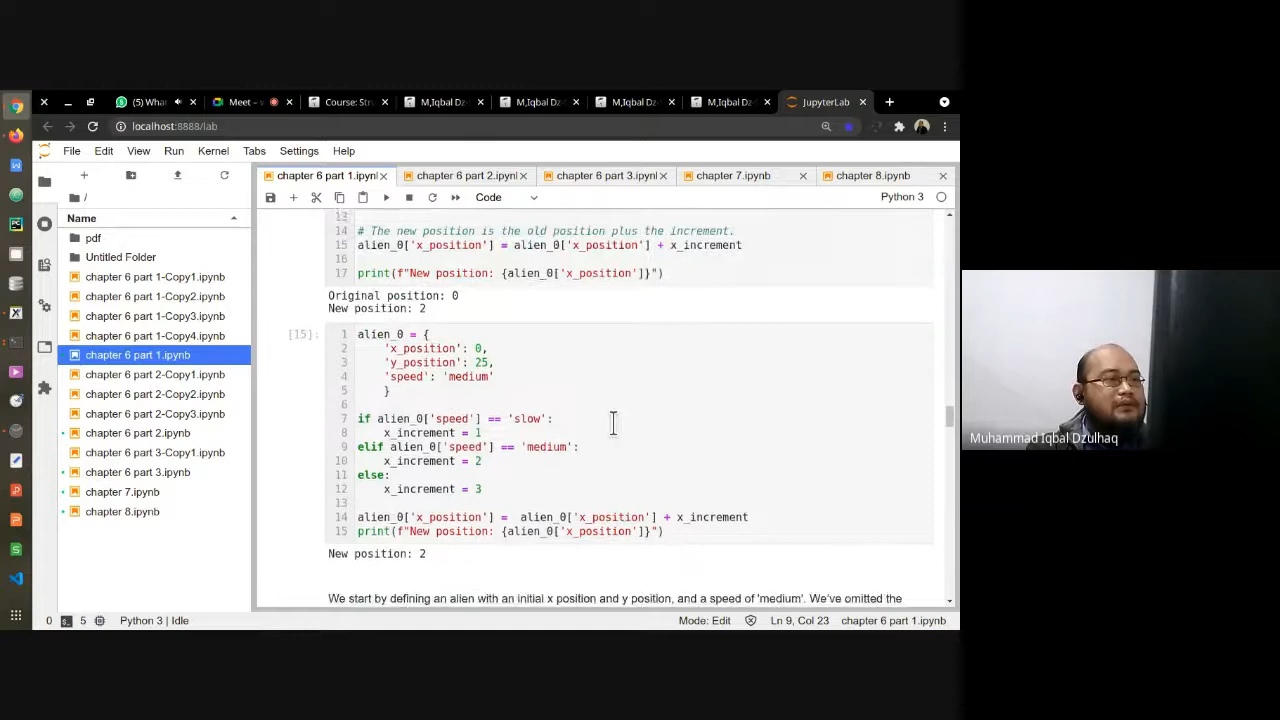 (5) Wha
Meet –
Course: Str
M,Iqbal Dz
M,Iqbal Dz
M,Iqbal Dz
M,Iqbal Dz
JupyterLab
localhost:8888/lab
File Edit View Run Kernel Tabs Settings Help
chapter 6 part 1.ipynl
chapter 6 part 2.ipynl
chapter 6 part 3.ipynl
chapter 7.ipynb
chapter 8.ipynb
/
Code
Python 3
Name
pdf
Untitled Folder
chapter 6 part 1-Copy1.ipynb
chapter 6 part 1-Copy2.ipynb
chapter 6 part 1-Copy3.ipynb
chapter 6 part 1-Copy4.ipynb
chapter 6 part 1.ipynb
chapter 6 part 2-Copy1.ipynb
chapter 6 part 2-Copy2.ipynb
chapter 6 part 2-Copy3.ipynb
chapter 6 part 2.ipynb
chapter 6 part 3-Copy1.ipynb
chapter 6 part 3.ipynb
chapter 7.ipynb
chapter 8.ipynb
13
14 # The new position is the old position plus the increment.
15 alien_0['x_position'] = alien_0['x_position'] + x_increment
16
17 print(f"New position: {alien_0['x_position']}")
Original position: 0
New position: 2
[15]:
1 alien_0 = {
2 'x_position': 0,
3 'y_position': 25,
4 'speed': 'medium'
5 }
6
7 if alien_0['speed'] == 'slow':
8 x_increment = 1
9 elif alien_0['speed'] == 'medium':
10 x_increment = 2
11 else:
12 x_increment = 3
13
14 alien_0['x_position'] = alien_0['x_position'] + x_increment
15 print(f"New position: {alien_0['x_position']}")
New position: 2
We start by defining an alien with an initial x position and y position, and a speed of 'medium'. We've omitted the
0 5 Python 3 | Idle
Mode: Edit
Ln 9, Col 23
chapter 6 part 1.ipynb
Muhammad Iqbal Dzulhaq